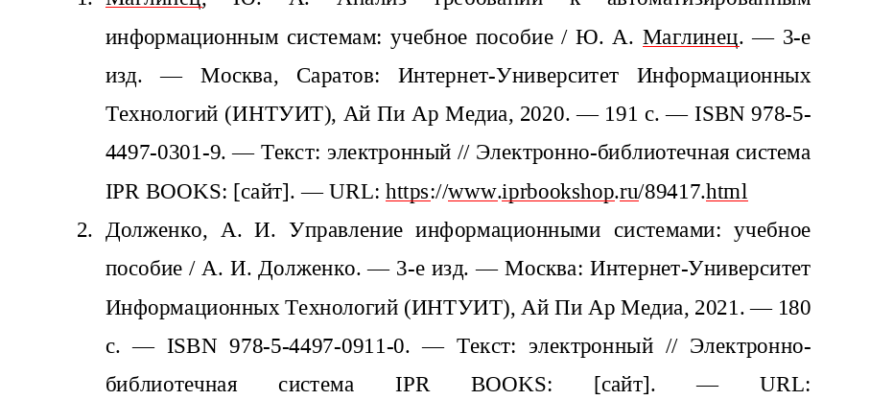 1. Маглинец, Ю. А. Анализ требований к автоматизированным
информационным системам: учебное пособие / Ю. А. Маглинец. — 3-е
изд. — Москва, Саратов: Интернет-Университет Информационных
Технологий (ИНТУИТ), Ай Пи Ар Медиа, 2020. — 191 с. — ISBN 978-5-
4497-0301-9. — Текст: электронный // Электронно-библиотечная система
IPR BOOKS: [сайт]. — URL: https://www.iprbookshop.ru/89417.html
2. Долженко, А. И. Управление информационными системами: учебное
пособие / А. И. Долженко. — 3-е изд. — Москва: Интернет-Университет
Информационных Технологий (ИНТУИТ), Ай Пи Ар Медиа, 2021. — 180
с. — ISBN 978-5-4497-0911-0. — Текст: электронный // Электронно-
библиотечная система IPR BOOKS: [сайт]. — URL: